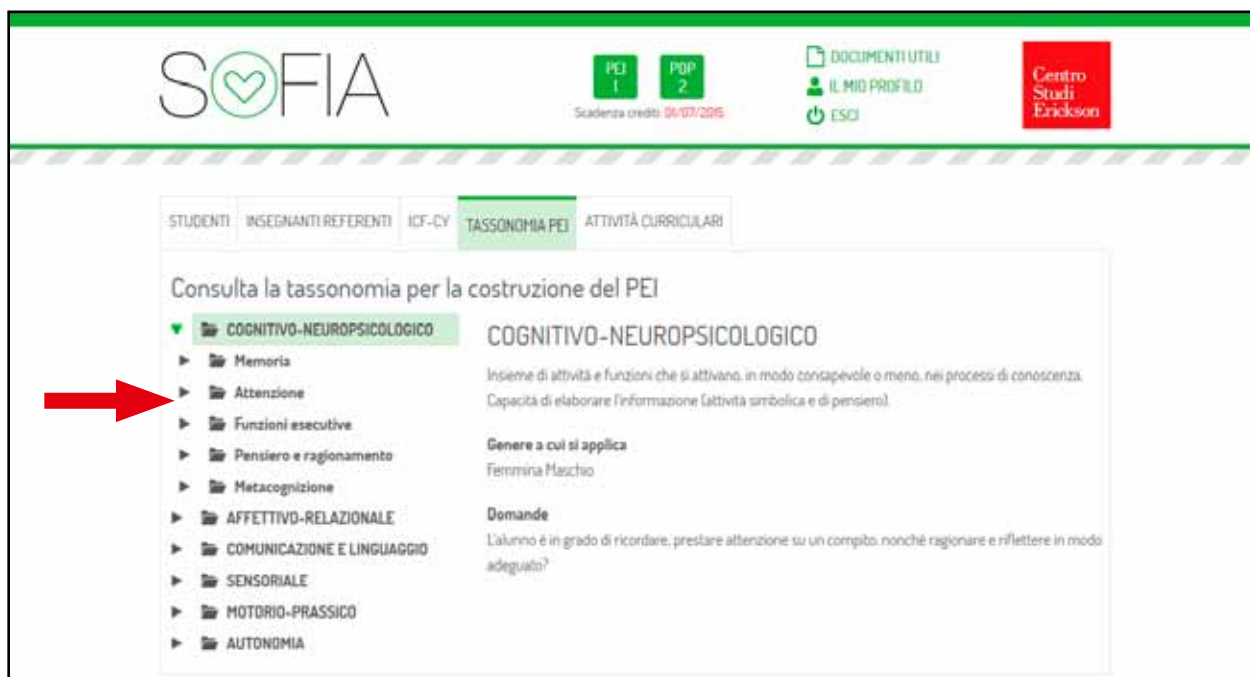 SOFIA
PEI
1
PDP
2
Scadenza crediti: 01/07/2015
DOCUMENTI UTILI
IL MIO PROFILO
ESCI
Centro
Studi
Erickson
STUDENTI
INSEGNANTI REFERENTI
ICF-CY
TASSONOMIA PEI
ATTIVITÀ CURRICULARI
Consulta la tassonomia per la costruzione del PEI
COGNITIVO-NEUROPSICOLOGICO
Memoria
Attenzione
Funzioni esecutive
Pensiero e ragionamento
Metacognizione
AFFETTIVO-RELAZIONALE
COMUNICAZIONE E LINGUAGGIO
SENSORIALE
MOTORIO-PRASSICO
AUTONOMIA
COGNITIVO-NEUROPSICOLOGICO
Insieme di attività e funzioni che si attivano, in modo consapevole o meno, nei processi di conoscenza.
Capacità di elaborare l'informazione (attività simbolica e di pensiero).
Genere a cui si applica
Femmina Maschio
Domande
L'alunno è in grado di ricordare, prestare attenzione su un compito, nonché ragionare e riflettere in modo
adeguato?